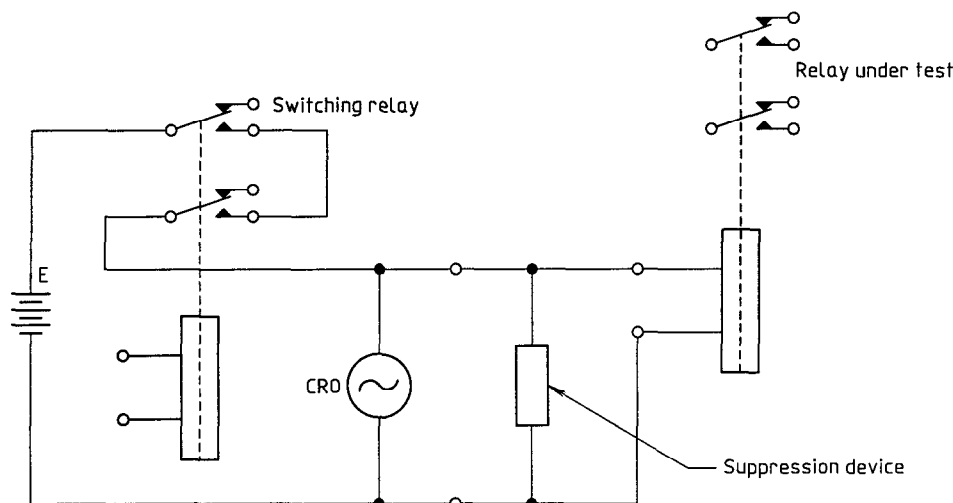 Relay under test
Switching relay
E
CRO
Suppression device